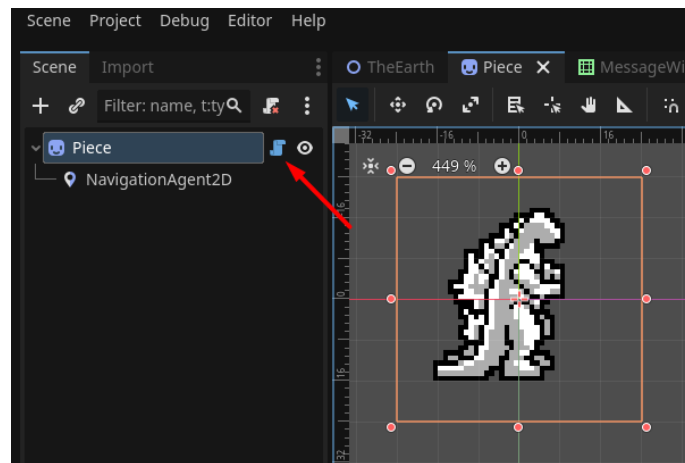 Scene Project Debug Editor Help
Scene Import
TheEarth Piece MessageWi
Filter: name, t:ty
-32 -16 0 16
449 %
Piece
NavigationAgent2D
16
0
16
32